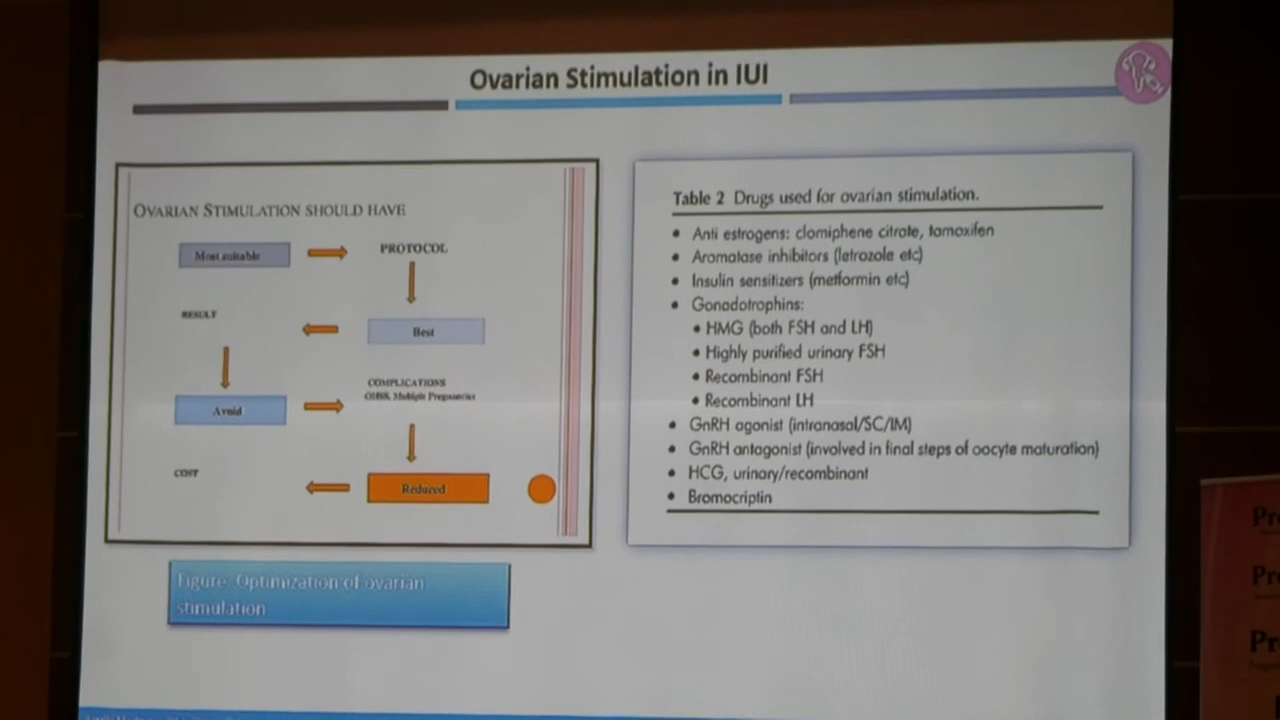 Ovarian Stimulation in IUI
OVARIAN STIMULATION SHOULD HAVE
Most suitable
PROTOCOL
RESULT
Best
COMPLICATIONS
OHSS, Multiple Pregnancies
Avoid
COST
Reduced
Figure: Optimization of ovarian
stimulation
Table 2 Drugs used for ovarian stimulation.
• Anti estrogens: clomiphene citrate, tamoxifen
• Aromatase inhibitors (letrozole etc)
• Insulin sensitizers (metformin etc)
• Gonadotrophins:
• HMG (both FSH and LH)
• Highly purified urinary FSH
• Recombinant FSH
• Recombinant LH
• GnRH agonist (intranasal/SC/IM)
• GnRH antagonist (involved in final steps of oocyte maturation)
• HCG, urinary/recombinant
• Bromocriptin